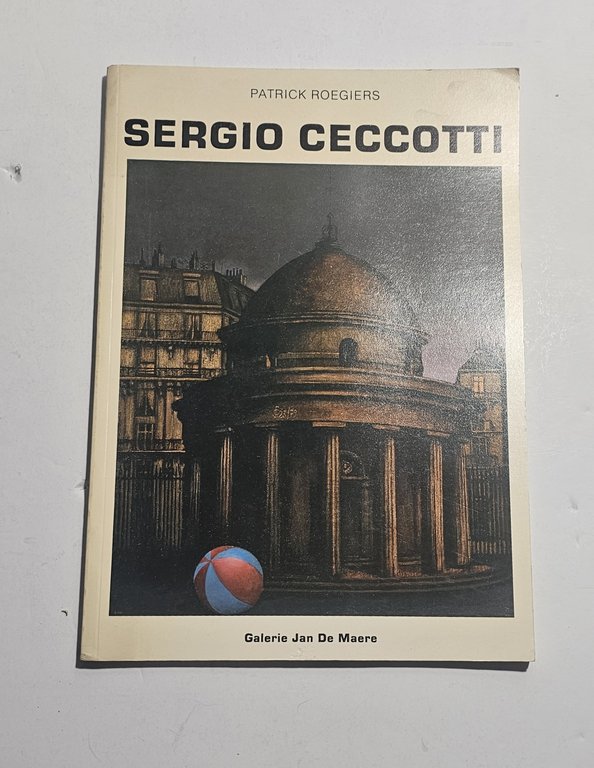 PATRICK ROEGIERS
SERGIO CECCOTTI
Galerie Jan De Maere